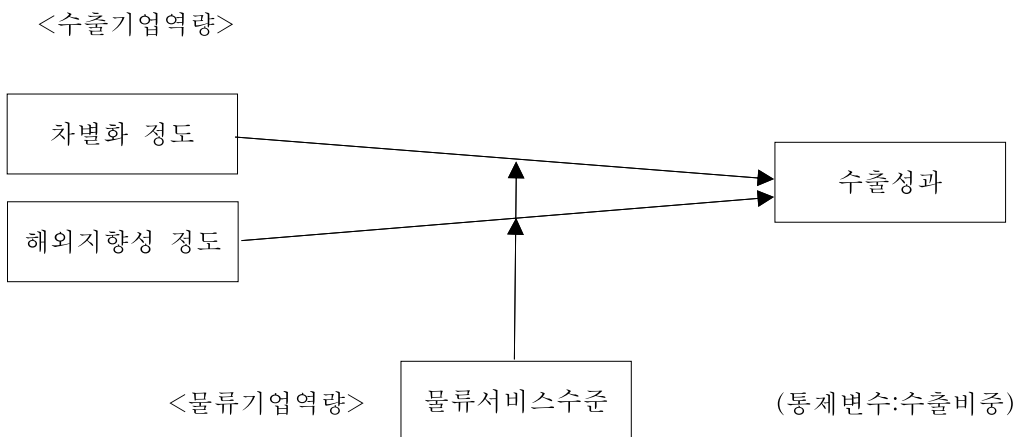 <수출기업역량>
차별화 정도
수출성과
해외지향성 정도
<물류기업역량>
물류서비스수준
(통제변수:수출비중)